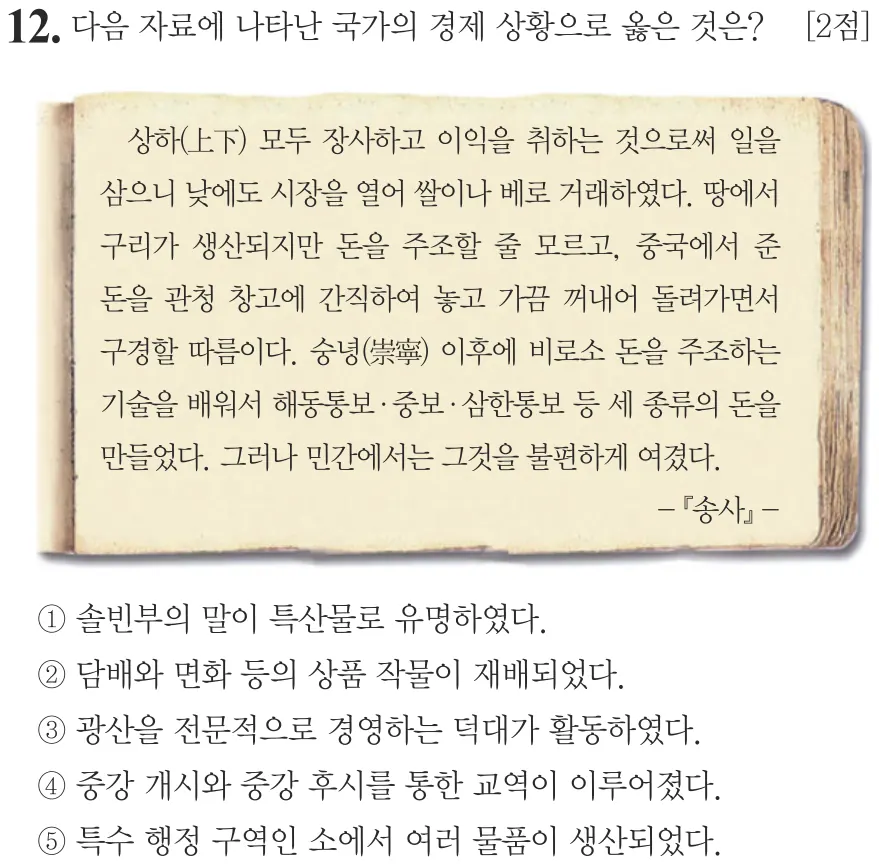 12. 다음 자료에 나타난 국가의 경제 상황으로 옳은 것은? [2점]
상하(上下) 모두 장사하고 이익을 취하는 것으로써 일을
삼으니 낮에도 시장을 열어 쌀이나 베로 거래하였다. 땅에서
구리가 생산되지만 돈을 주조할 줄 모르고, 중국에서 준
돈을 관청 창고에 간직하여 놓고 가끔 꺼내어 돌려가면서
구경할 따름이다. 숭녕(崇寧) 이후에 비로소 돈을 주조하는
기술을 배워서 해동통보·중보·삼한통보 등 세 종류의 돈을
만들었다. 그러나 민간에서는 그것을 불편하게 여겼다.
-『송사』-
① 솔빈부의 말이 특산물로 유명하였다.
② 담배와 면화 등의 상품 작물이 재배되었다.
③ 광산을 전문적으로 경영하는 덕대가 활동하였다.
④ 중강 개시와 중강 후시를 통한 교역이 이루어졌다.
⑤ 특수 행정 구역인 소에서 여러 물품이 생산되었다.